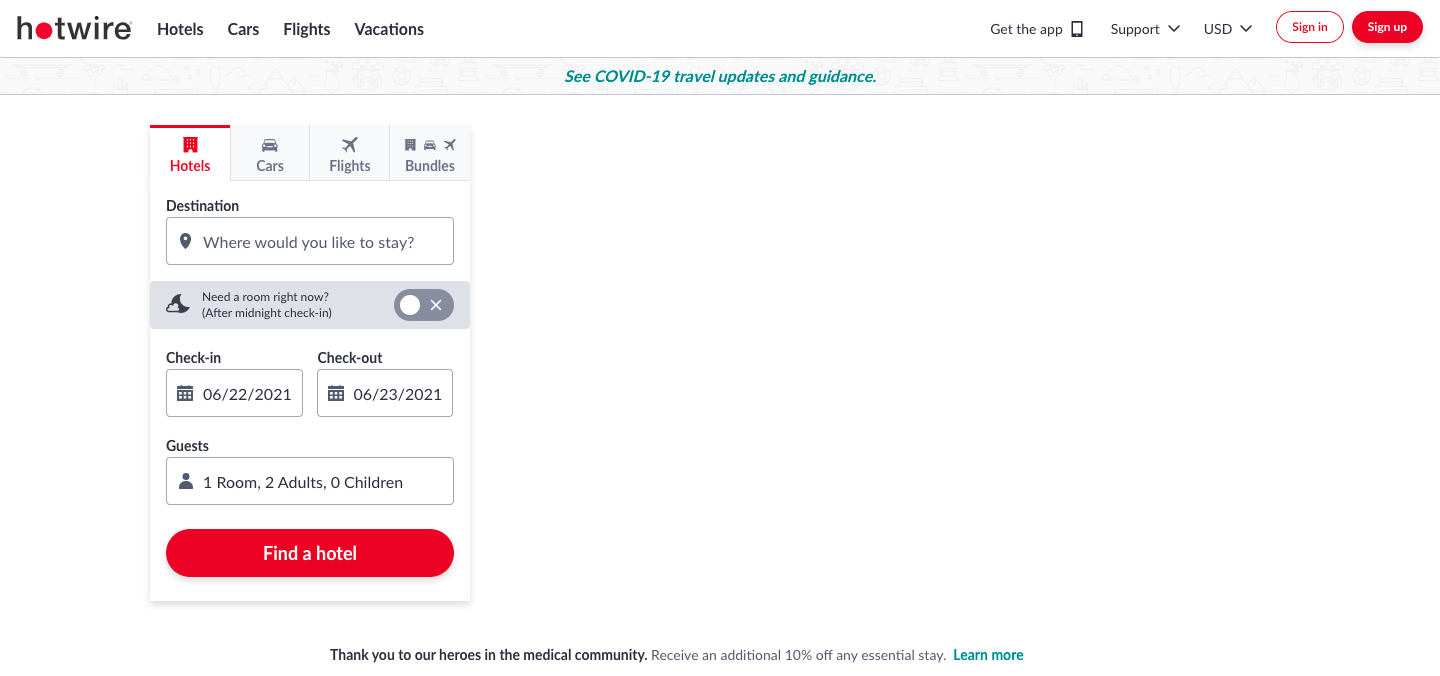 hotwire Hotels Cars Flights Vacations Get the app Support USD Sign in Sign up
See COVID-19 travel updates and guidance.
Hotels Cars Flights Bundles
Destination
Where would you like to stay?
Need a room right now?
(After midnight check-in)
Check-in Check-out
06/22/2021 06/23/2021
Guests
1 Room, 2 Adults, 0 Children
Find a hotel
Thank you to our heroes in the medical community. Receive an additional 10% off any essential stay. Learn more